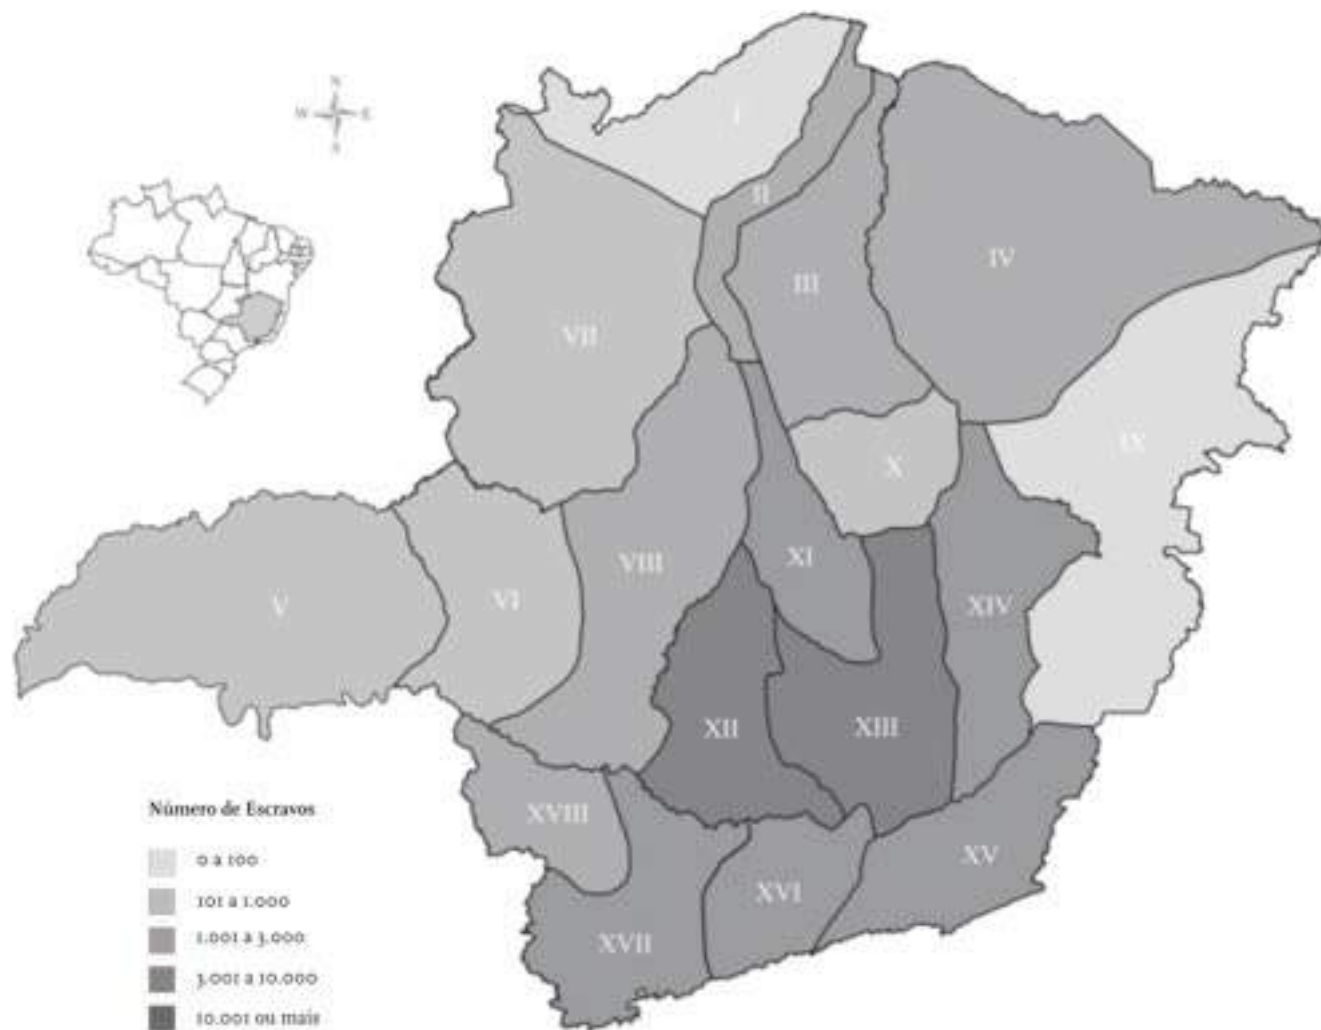 N
W E
S
I
II
III
IV
VII
IX
X
VIII
XI
V
VI
XIV
XII
XIII
XVIII
XV
XVI
XVII
Número de Escravos
0 a 100
101 a 1.000
1.001 a 3.000
3.001 a 10.000
10.001 ou mais